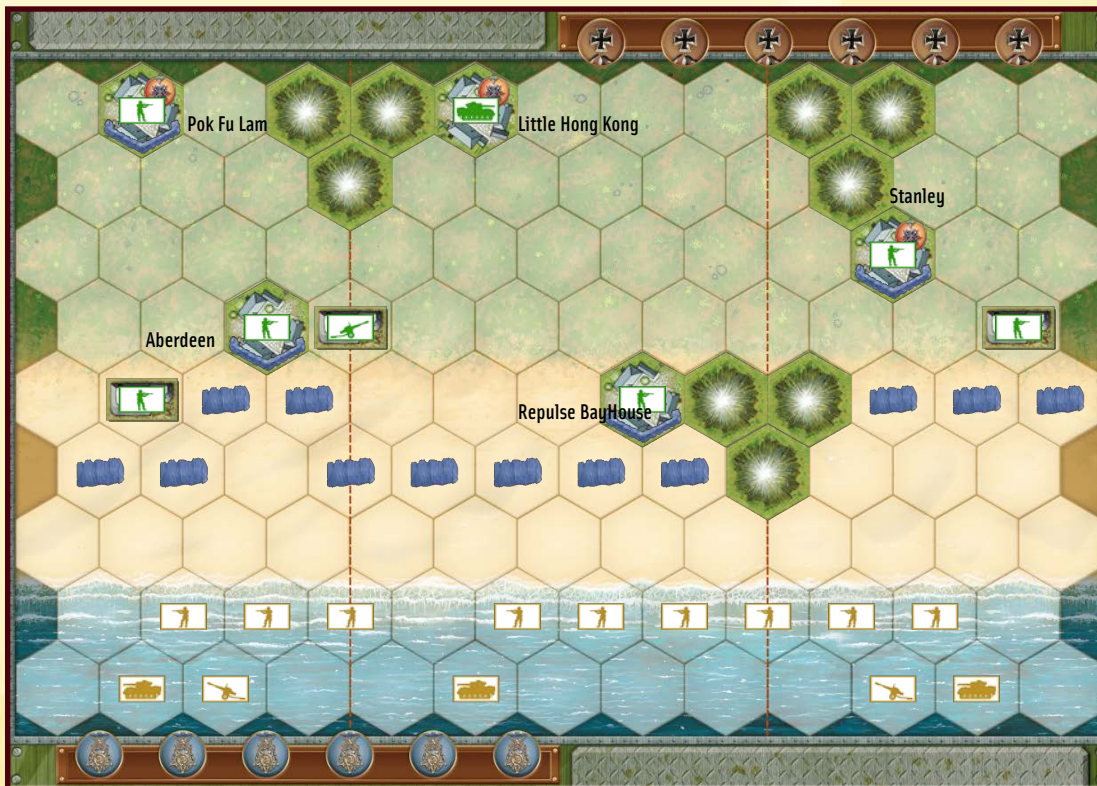 Pok Fu Lam
Little Hong Kong
Stanley
Aberdeen
Repulse BayHouse